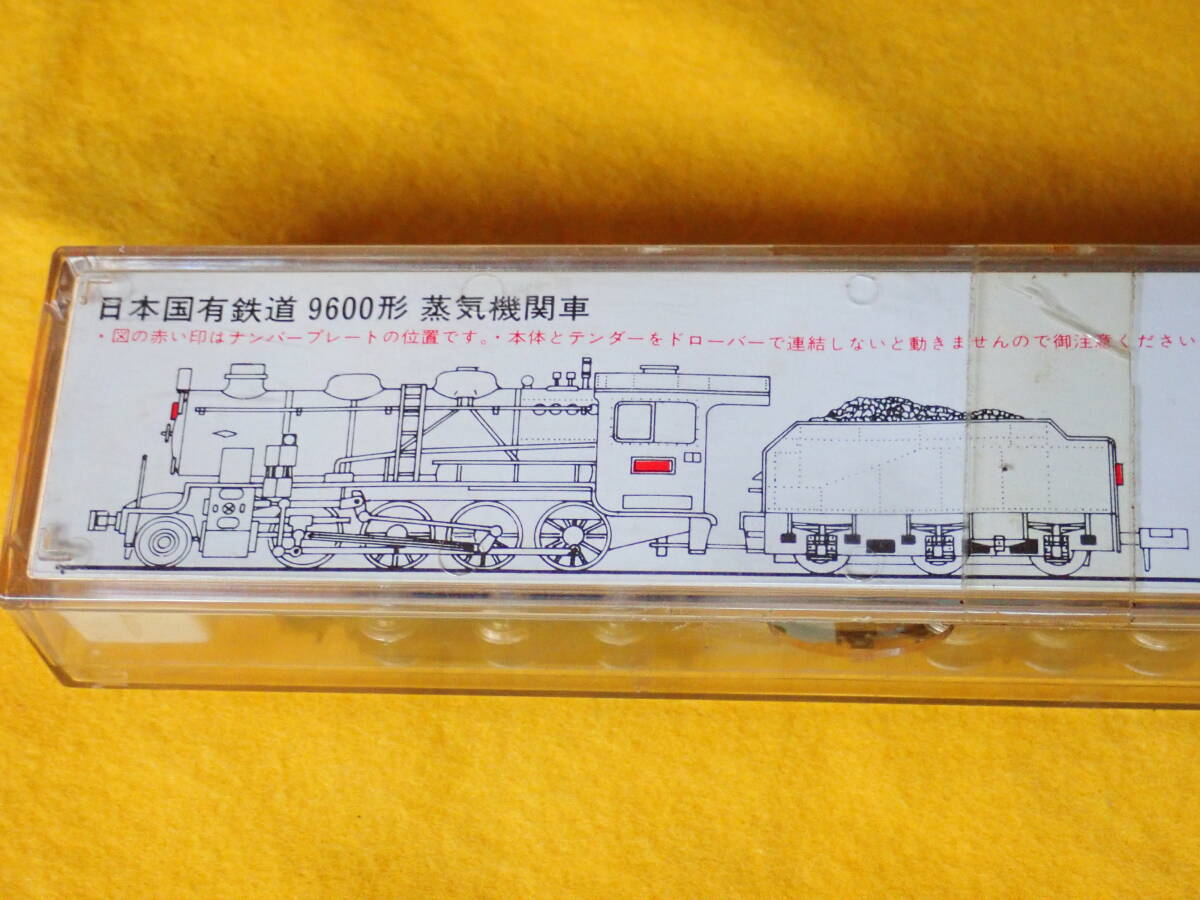 日本国有鉄道 9600形 蒸気機関車
・図の赤い印はナンバープレートの位置です。・本体とテンダーをドローバーで連結しないと動きませんので御注意ください